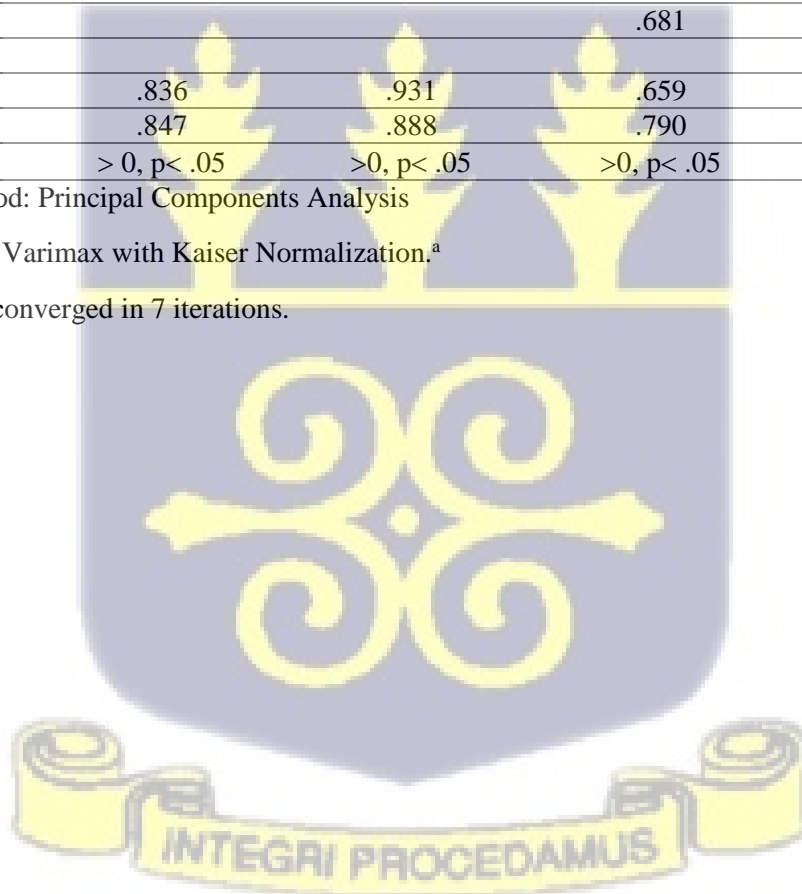 .681
.836 .931 .659
.847 .888 .790
> 0, p< .05 >0, p< .05 >0, p< .05
od: Principal Components Analysis
Varimax with Kaiser Normalization.ᵃ
converged in 7 iterations.
INTEGRI PROCEDAMUS